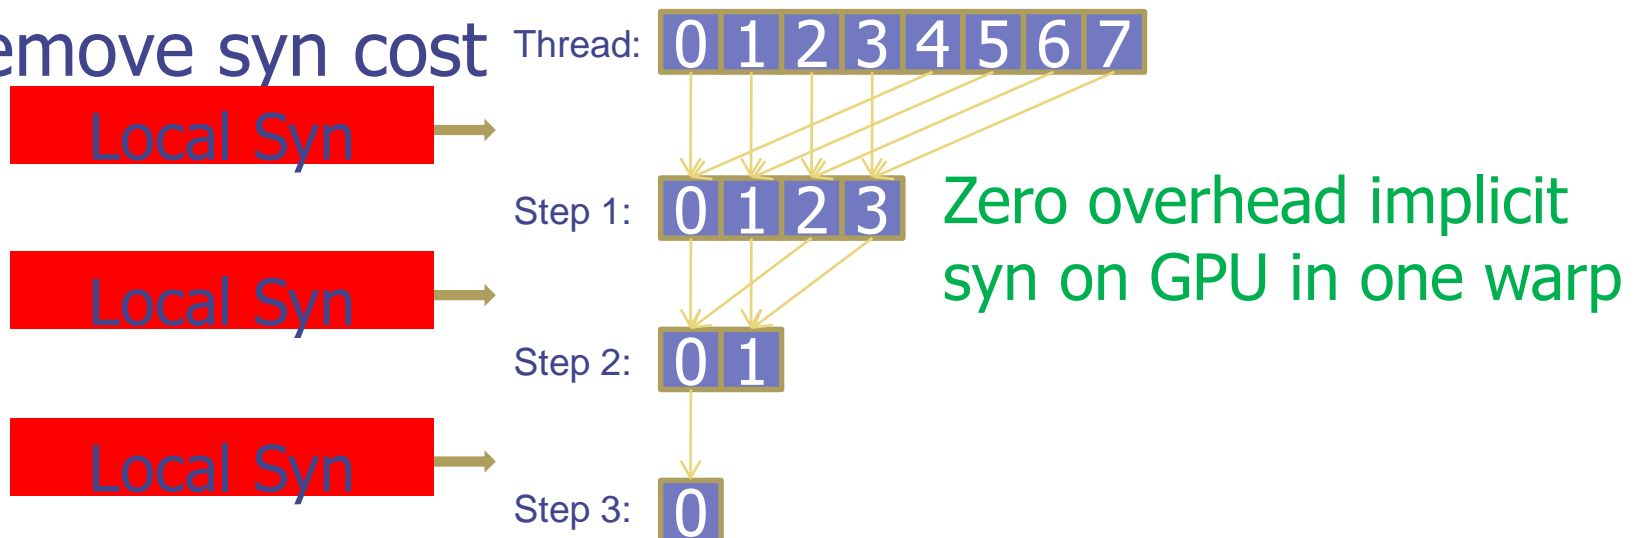 emove syn cost
Thread: 0 1 2 3 4 5 6 7
Local Syn
Step 1: 0 1 2 3
Zero overhead implicit
syn on GPU in one warp
Local Syn
Step 2: 0 1
Local Syn
Step 3: 0